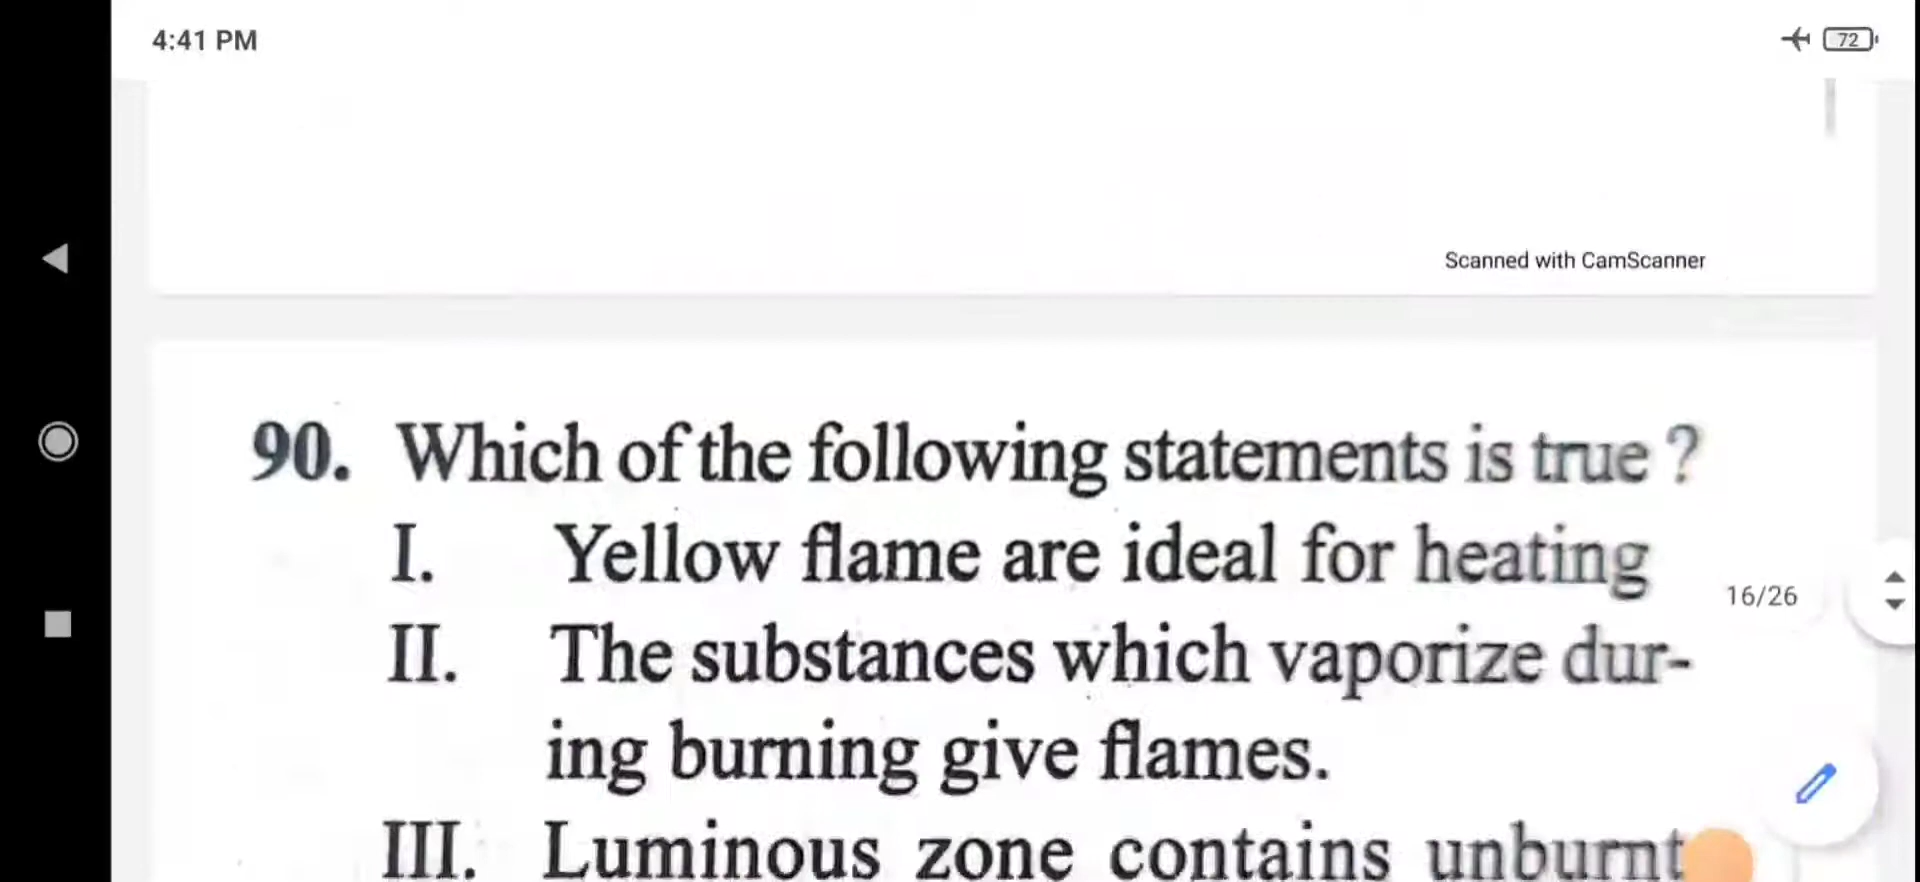 4:41 PM
72
Scanned with CamScanner
90. Which of the following statements is true ?
I. Yellow flame are ideal for heating
16/26
II. The substances which vaporize dur-
ing burning give flames.
III. Luminous zone contains unburnt